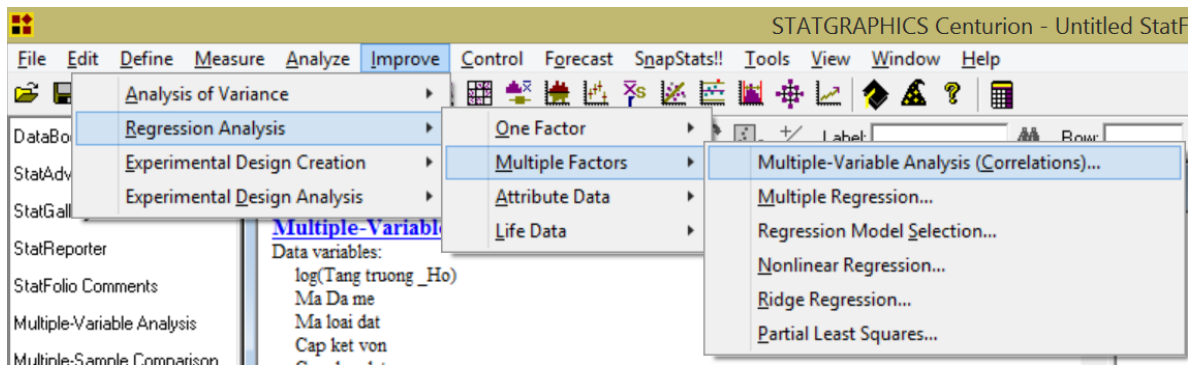 STATGRAPHICS Centurion - Untitled StatF
File Edit Define Measure Analyze Improve Control Forecast SnapStats!! Tools View Window Help
Analysis of Variance
Regression Analysis
Experimental Design Creation
Experimental Design Analysis
One Factor
Multiple Factors
Attribute Data
Life Data
Multiple-Variable Analysis (Correlations)...
Multiple Regression...
Regression Model Selection...
Nonlinear Regression...
Ridge Regression...
Partial Least Squares...
Label: Row:
DataBo
StatAdv
StatGall
StatReporter
StatFolio Comments
Multiple-Variable Analysis
Multiple-Sample Comparison
Multiple-Variabl
Data variables:
log(Tang truong _Ho)
Ma Da me
Ma loai dat
Cap ket von